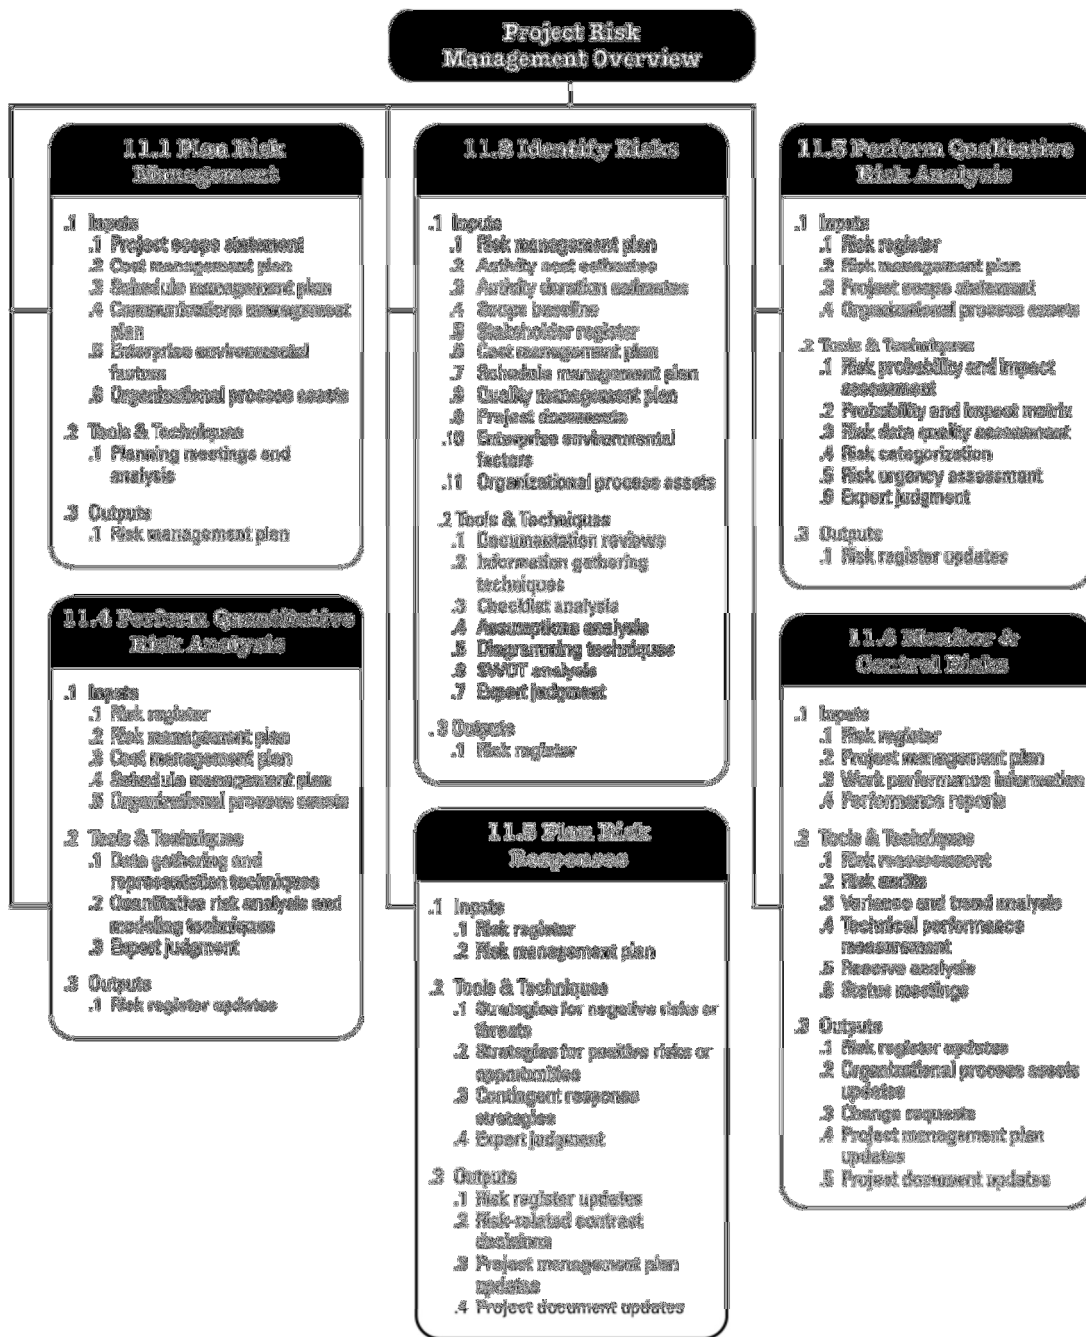 Project Risk
Management Overview
11.1 Plan Risk
Management
.1 Inputs
.1 Project scope statement
.2 Cost management plan
.3 Schedule management plan
.4 Communications management
plan
.5 Enterprise environmental
factors
.6 Organizational process assets
.2 Tools & Techniques
.1 Planning meetings and
analysis
.3 Outputs
.1 Risk management plan
11.2 Identify Risks
.1 Inputs
.1 Risk management plan
.2 Activity cost estimates
.3 Activity duration estimates
.4 Scope baseline
.5 Stakeholder register
.6 Cost management plan
.7 Schedule management plan
.8 Quality management plan
.9 Project documents
.10 Enterprise environmental
factors
.11 Organizational process assets
.2 Tools & Techniques
.1 Documentation reviews
.2 Information gathering
techniques
.3 Checklist analysis
.4 Assumptions analysis
.5 Diagramming techniques
.6 SWOT analysis
.7 Expert judgment
.3 Outputs
.1 Risk register
11.3 Perform Qualitative
Risk Analysis
.1 Inputs
.1 Risk register
.2 Risk management plan
.3 Project scope statement
.4 Organizational process assets
.2 Tools & Techniques
.1 Risk probability and impact
assessment
.2 Probability and impact matrix
.3 Risk data quality assessment
.4 Risk categorization
.5 Risk urgency assessment
.6 Expert judgment
.3 Outputs
.1 Risk register updates
11.4 Perform Quantitative
Risk Analysis
.1 Inputs
.1 Risk register
.2 Risk management plan
.3 Cost management plan
.4 Schedule management plan
.5 Organizational process assets
.2 Tools & Techniques
.1 Data gathering and
representation techniques
.2 Quantitative risk analysis and
modeling techniques
.3 Expert judgment
.3 Outputs
.1 Risk register updates
11.5 Plan Risk
Responses
.1 Inputs
.1 Risk register
.2 Risk management plan
.2 Tools & Techniques
.1 Strategies for negative risks or
threats
.2 Strategies for positive risks or
opportunities
.3 Contingent response
strategies
.4 Expert judgment
.3 Outputs
.1 Risk register updates
.2 Risk-related contract
decisions
.3 Project management plan
updates
.4 Project document updates
11.6 Monitor &
Control Risks
.1 Inputs
.1 Risk register
.2 Project management plan
.3 Work performance information
.4 Performance reports
.2 Tools & Techniques
.1 Risk reassessment
.2 Risk audits
.3 Variance and trend analysis
.4 Technical performance
measurement
.5 Reserve analysis
.6 Status meetings
.3 Outputs
.1 Risk register updates
.2 Organizational process assets
updates
.3 Change requests
.4 Project management plan
updates
.5 Project document updates